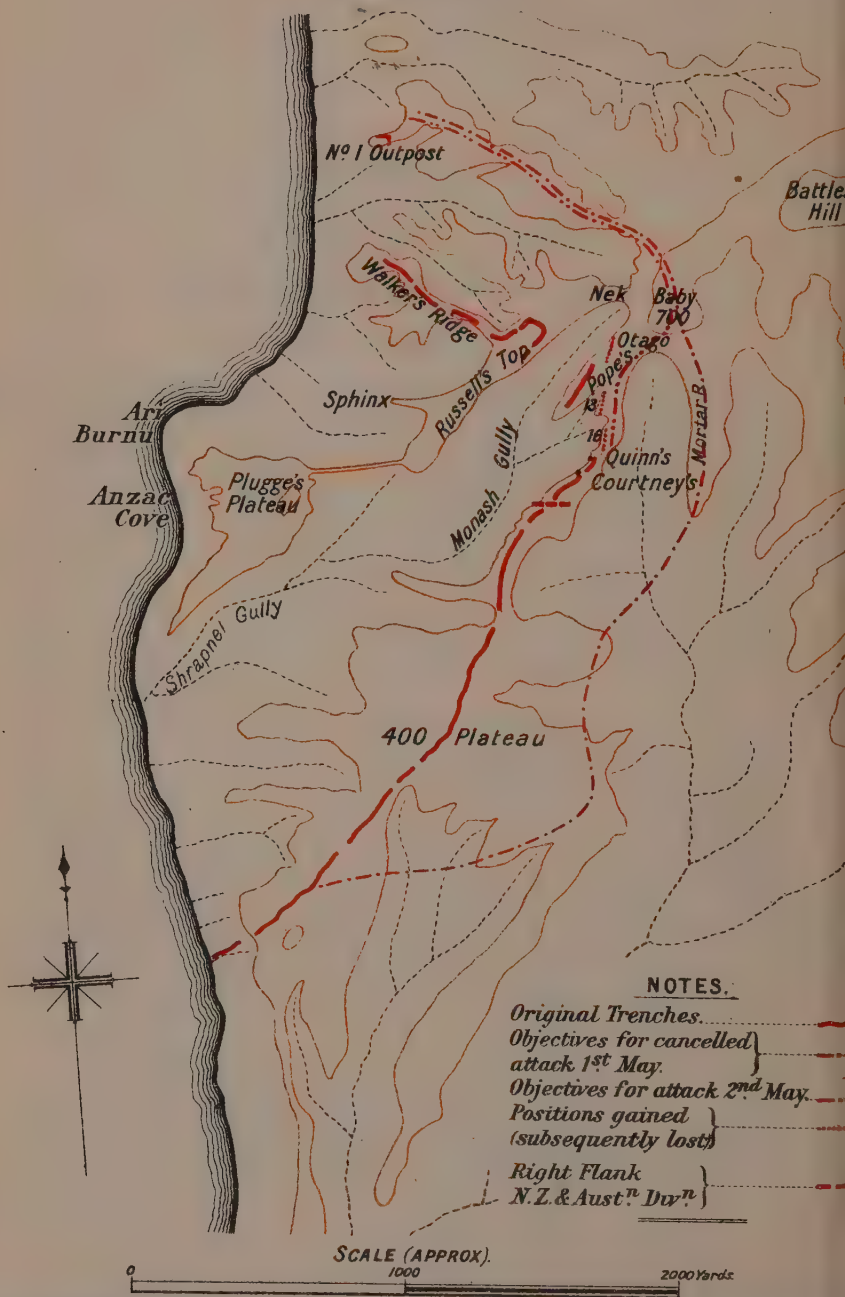 Nº 1 Outpost
Battles
Hill
Walker's Ridge
Nek
Baby
700
Otago
Pope's
Russell's Top
Sphinx
13
16
Mortar R.
Ari
Burnu
Quinn's
Courtney's
Plugge's
Plateau
Monash Gully
Anzac
Cove
Shrapnel Gully
400 Plateau
NOTES.
Original Trenches
Objectives for cancelled
attack 1st May.
Objectives for attack 2nd May.
Positions gained
(subsequently lost)
Right Flank
N.Z. & Austn Divn
SCALE (APPROX).
0 1000 2000 Yards.